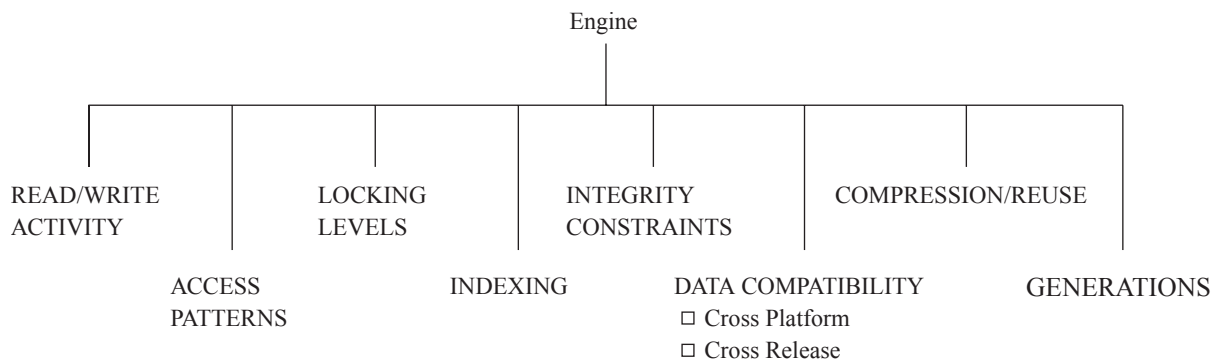 Engine
READ/WRITE
ACTIVITY
LOCKING
LEVELS
INTEGRITY
CONSTRAINTS
COMPRESSION/REUSE
ACCESS
PATTERNS
INDEXING
DATA COMPATIBILITY
□ Cross Platform
□ Cross Release
GENERATIONS